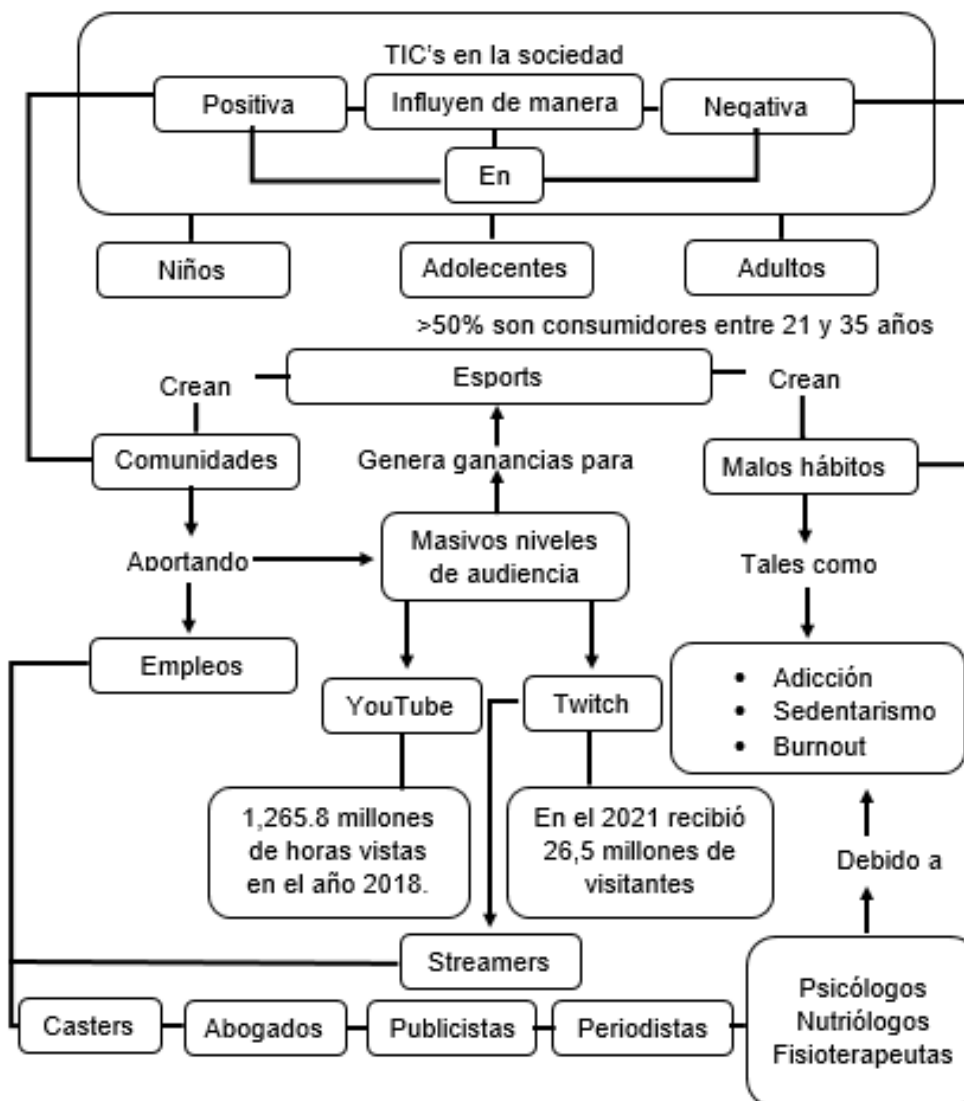 TIC's en la sociedad
Positiva
Influyen de manera
Negativa
En
Niños
Adolecentes
Adultos
>50% son consumidores entre 21 y 35 años
Crean
Esports
Crean
Comunidades
Genera ganancias para
Malos hábitos
Aportando
Masivos niveles
de audiencia
Tales como
Empleos
YouTube
Twitch
• Adicción
• Sedentarismo
• Burnout
1,265.8 millones
de horas vistas
en el año 2018.
En el 2021 recibió
26,5 millones de
visitantes
Debido a
Streamers
Casters
Abogados
Publicistas
Periodistas
Psicólogos
Nutriólogos
Fisioterapeutas